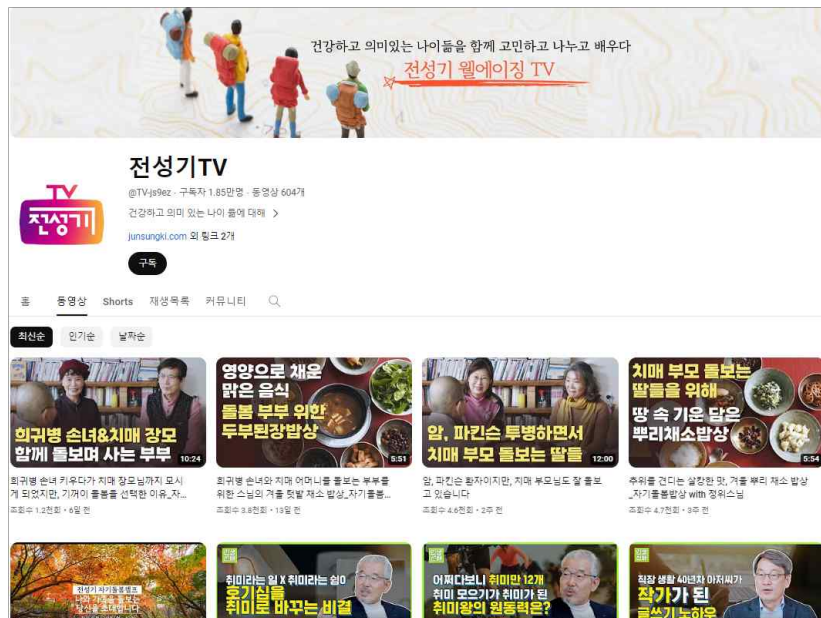 건강하고 의미있는 나이듦을 함께 고민하고 나누고 배우다
전성기 웰에이징 TV
TV
전성기
전성기TV
@TV-js9ez · 구독자 1.85만명 · 동영상 604개
건강하고 의미 있는 나이 듦에 대해 >
junsungki.com 외 링크 2개
구독
홈 동영상 Shorts 재생목록 커뮤니티
최신순 인기순 날짜순
희귀병 손녀&치매 장모
함께 돌보며 사는 부부
10:24
영양으로 채운
맑은 음식
돌봄 부부 위한
두부된장밥상
5:51
암, 파킨슨 투병하면서
치매 부모 돌보는 딸들
12:00
치매 부모 돌보는
딸들을 위해
땅 속 기운 담은
뿌리채소밥상
5:54
희귀병 손녀 키우다가 치매 장모님까지 모시
게 되었지만, 기꺼이 돌봄을 선택한 이유_자...
조회수 1.2천회 · 6일 전
희귀병 손녀와 치매 어머니를 돌보는 부부를
위한 스님의 겨울 텃밭 채소 밥상_자기돌봄...
조회수 3.8천회 · 13일 전
암, 파킨슨 환자이지만, 치매 부모님도 잘 돌보
고 있습니다
조회수 4.6천회 · 2주 전
추위를 견디는 살캉한 맛, 겨울 뿌리 채소 밥상
_자기돌봄밥상 with 정위스님
조회수 4.7천회 · 3주 전
전성기 자기돌봄캠프
나와 가족을 돌보는
당신을 초대합니다
취미라는 일 X 취미라는 쉼
호기심을
취미로 바꾸는 비결
어쩌다보니 취미만 12개
취미 모으기가 취미가 된
취미왕의 원동력은?
직장 생활 40년차 아저씨가
작가가 된
글쓰기 노하우